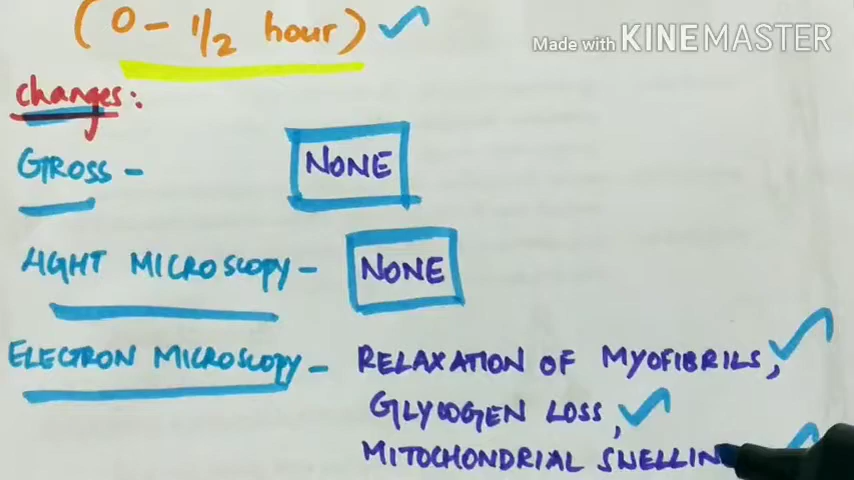 (0 - 1/2 hour)
Made with KINEMASTER
changes:
GROSS - NONE
LIGHT MICROSCOPY - NONE
ELECTRON MICROSCOPY - RELAXATION OF MYOFIBRILS,
GLYCOGEN LOSS,
MITOCHONDRIAL SWELLIN